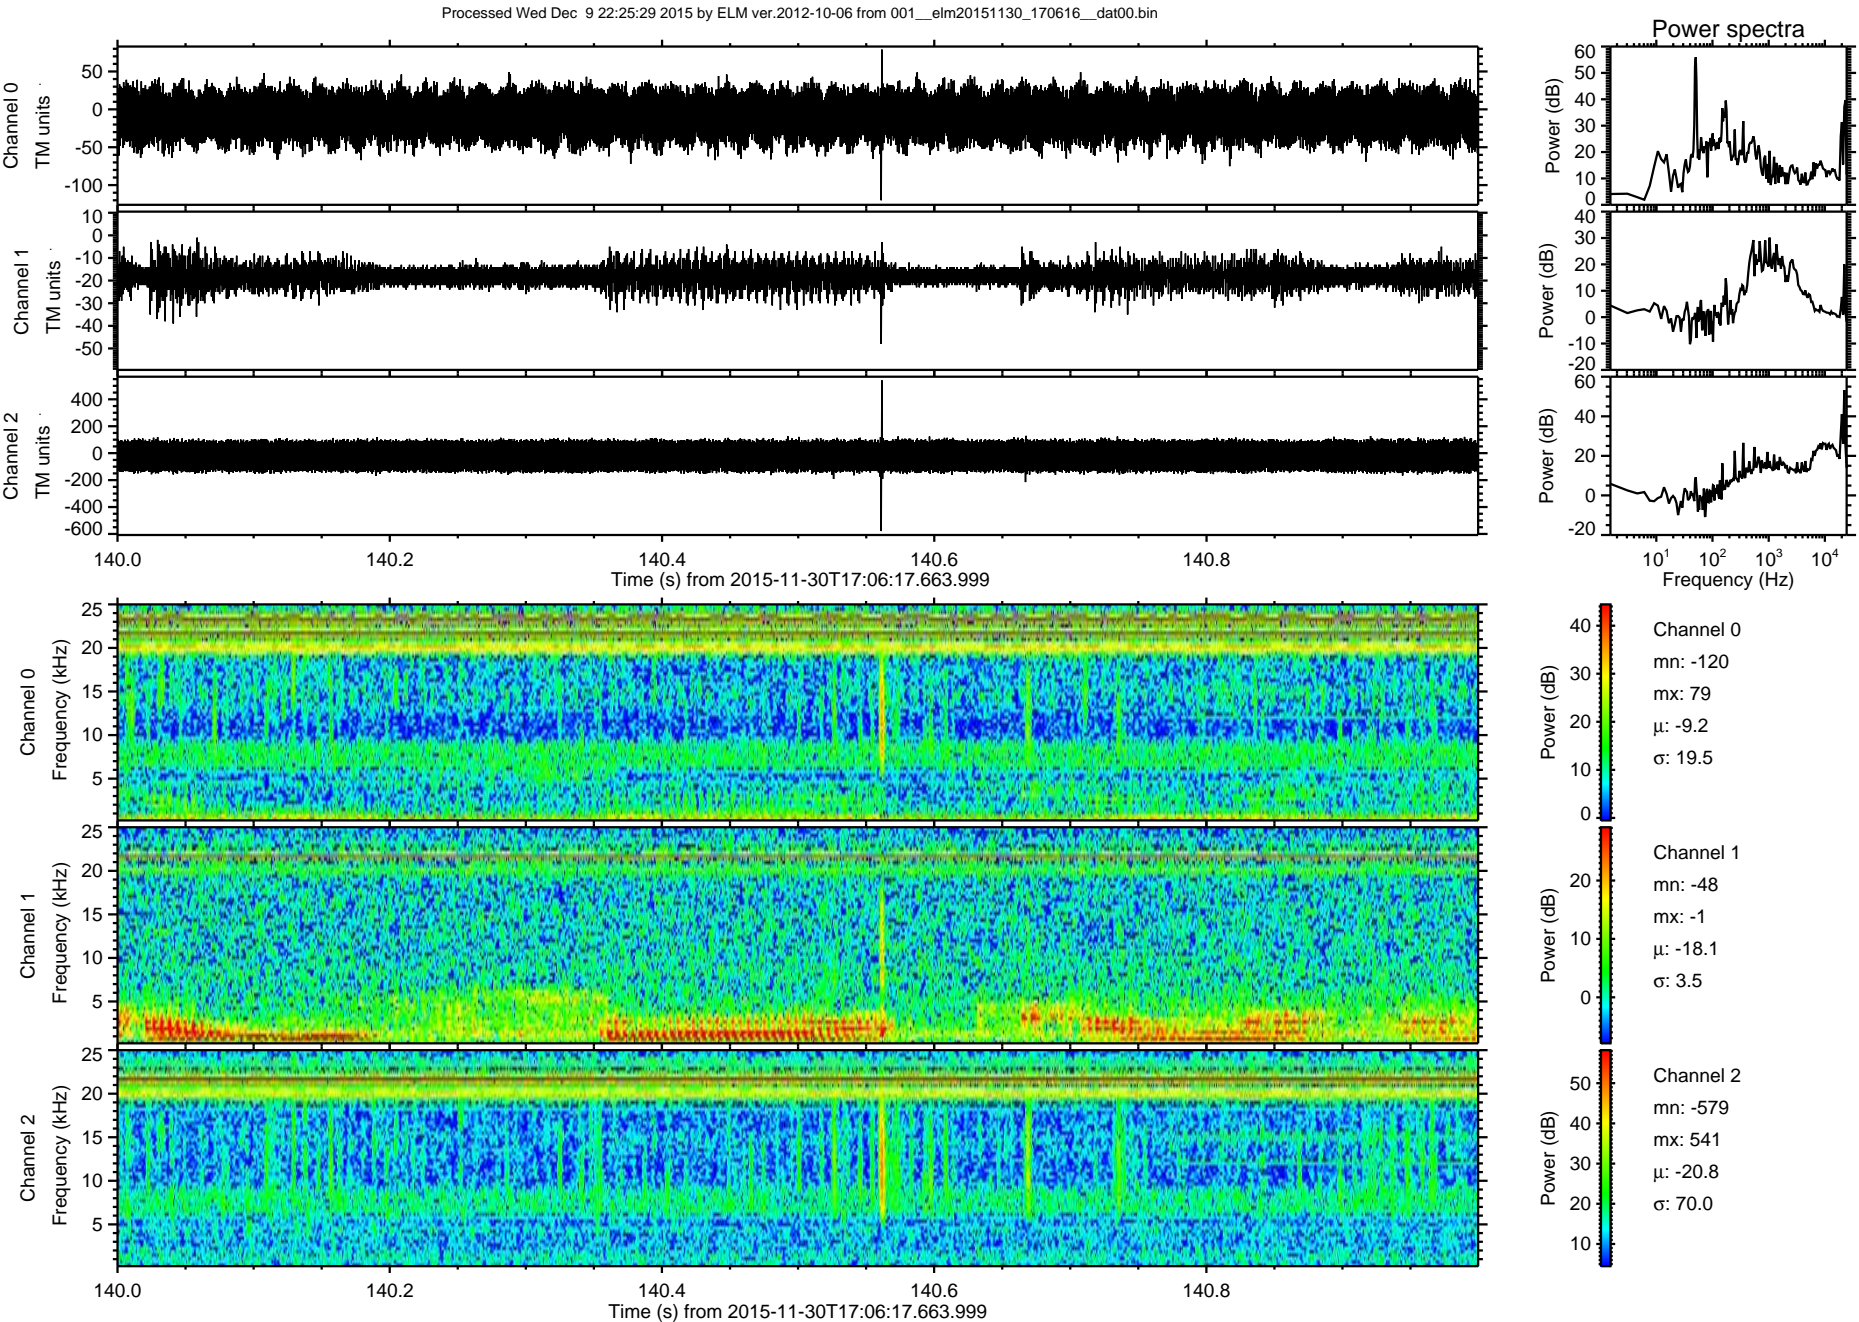 Processed Wed Dec  9 22:25:29 2015 by ELM ver.2012-10-06 from 001__elm20151130_170616__dat00.bin
Power spectra
Channel 0
TM units
50
0
-50
-100
Power (dB)
60
50
40
30
20
10
0
Channel 1
TM units
10
0
-10
-20
-30
-40
-50
Power (dB)
40
30
20
10
0
-10
-20
Channel 2
TM units
400
200
0
-200
-400
-600
Power (dB)
60
40
20
0
-20
140.0 140.2 140.4 140.6 140.8
Time (s) from 2015-11-30T17:06:17.663.999
10¹ 10² 10³ 10⁴
Frequency (Hz)
Channel 0
Frequency (kHz)
25
20
15
10
5
Power (dB)
40
30
20
10
0
Channel 0
mn: -120
mx: 79
μ: -9.2
σ: 19.5
Channel 1
Frequency (kHz)
25
20
15
10
5
Power (dB)
20
10
0
Channel 1
mn: -48
mx: -1
μ: -18.1
σ: 3.5
Channel 2
Frequency (kHz)
25
20
15
10
5
Power (dB)
50
40
30
20
10
Channel 2
mn: -579
mx: 541
μ: -20.8
σ: 70.0
140.0 140.2 140.4 140.6 140.8
Time (s) from 2015-11-30T17:06:17.663.999